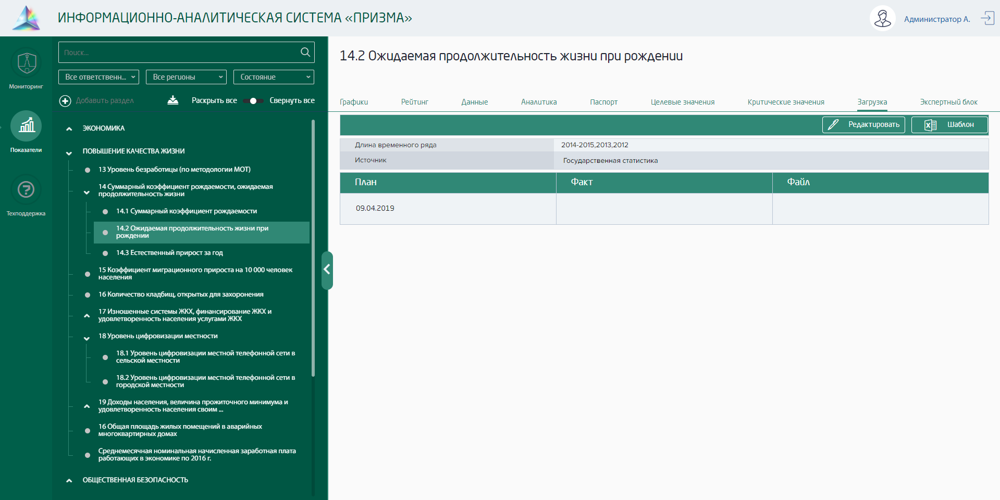 ИНФОРМАЦИОННО-АНАЛИТИЧЕСКАЯ СИСТЕМА «ПРИЗМА»
Администратор А.
Мониторинг
Показатели
Техподдержка
Поиск...
Все ответственн...
Все регионы
Состояние
Добавить раздел
Раскрыть все
Свернуть все
ЭКОНОМИКА
ПОВЫШЕНИЕ КАЧЕСТВА ЖИЗНИ
13 Уровень безработицы (по методологии МОТ)
14 Суммарный коэффициент рождаемости, ожидаемая
продолжительность жизни
14.1 Суммарный коэффициент рождаемости
14.2 Ожидаемая продолжительность жизни при
рождении
14.3 Естественный прирост за год
15 Коэффициент миграционного прироста на 10 000 человек
населения
16 Количество кладбищ, открытых для захоронения
17 Изношенные системы ЖКХ, финансирование ЖКХ и
удовлетворенность населения услугами ЖКХ
18 Уровень цифровизации местности
18.1 Уровень цифровизации местной телефонной сети в
сельской местности
18.2 Уровень цифровизации местной телефонной сети в
городской местности
19 Доходы населения, величина прожиточного минимума и
удовлетворенность населения своим ...
16 Общая площадь жилых помещений в аварийных
многоквартирных домах
Среднемесячная номинальная начисленная заработная плата
работающих в экономике по 2016 г.
ОБЩЕСТВЕННАЯ БЕЗОПАСНОСТЬ
14.2 Ожидаемая продолжительность жизни при рождении
Графики
Рейтинг
Данные
Аналитика
Паспорт
Целевые значения
Критические значения
Загрузка
Экспертный блок
Редактировать
Шаблон
Длина временного ряда
2014-2015,2013,2012
Источник
Государственная статистика
План
Факт
Файл
09.04.2019